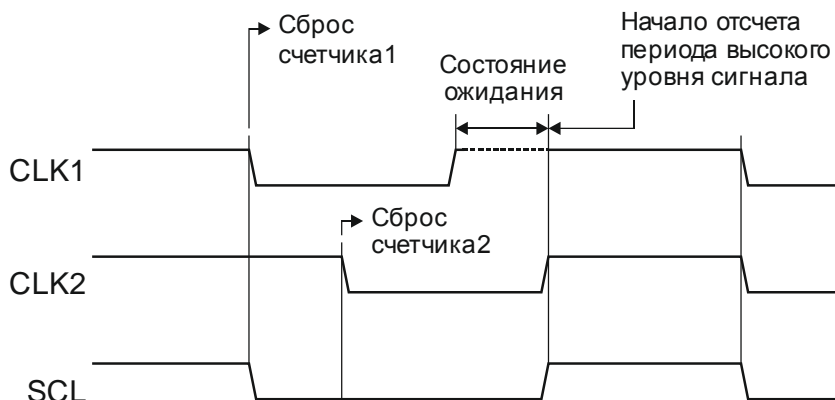 Сброс
счетчика1
Состояние
ожидания
Начало отсчета
периода высокого
уровня сигнала
CLK1
Сброс
счетчика2
CLK2
SCL